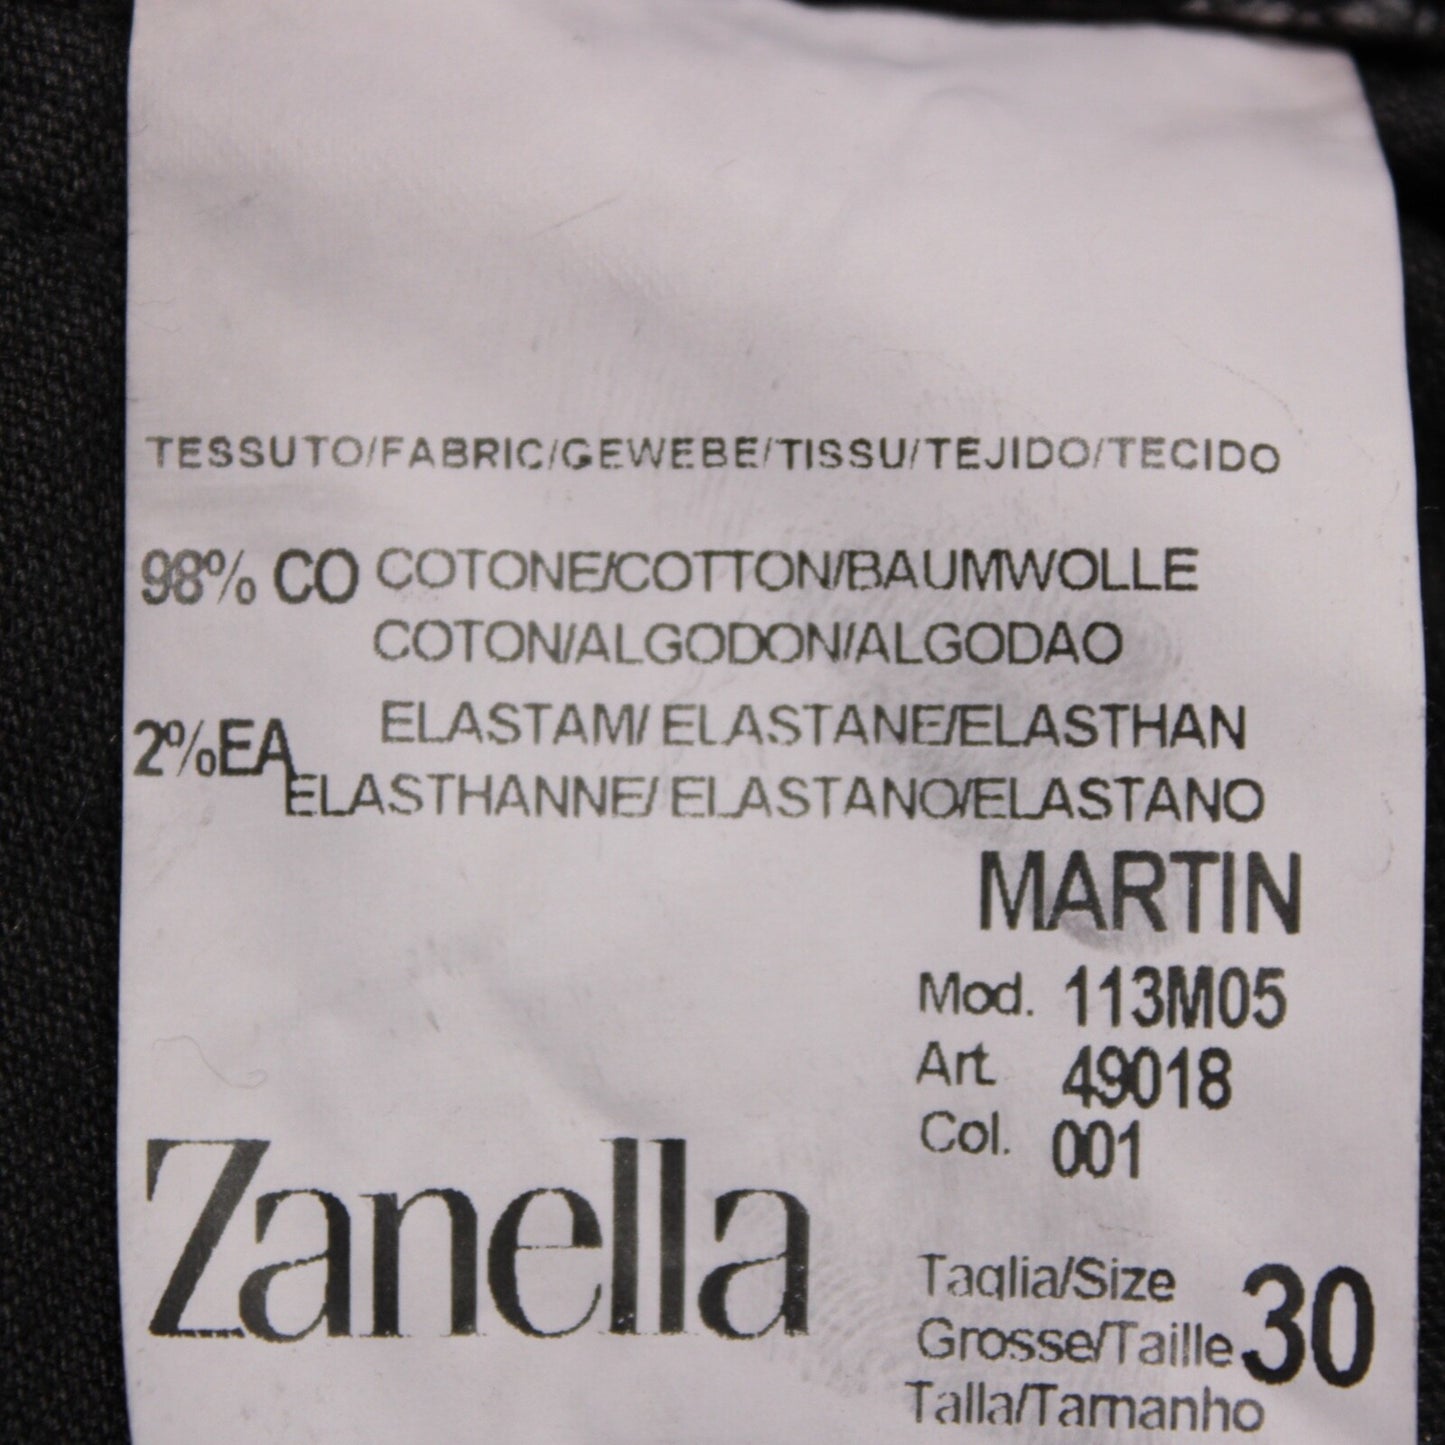 TESSUTO/FABRIC/GEWEBE/TISSU/TEJIDO/TECIDO
98% CO COTONE/COTTON/BAUMWOLLE
COTON/ALGODON/ALGODAO
2%EA ELASTAM/ ELASTANE/ELASTHAN
ELASTHANNE/ ELASTANO/ELASTANO
MARTIN
Mod. 113M05
Art. 49018
Col. 001
Zanella
Taglia/Size
Grosse/Taille 30
Talla/Tamanho